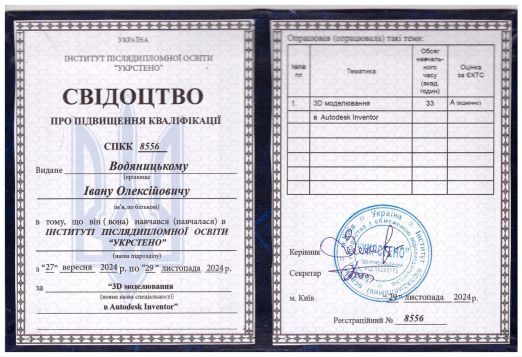 УКРАЇНА
ІНСТИТУТ ПІСЛЯДИПЛОМНОЇ ОСВІТИ
"УКРСТЕНО"
СВІДОЦТВО
ПРО ПІДВИЩЕННЯ КВАЛІФІКАЦІЇ
СПКК 8556
Видане Водяницькому
(прізвище
Івану Олексійовичу
ім'я, по батькові)
в тому, що він ( вона) навчався (навчалася) в
ІНСТИТУТІ ПІСЛЯДИПЛОМНОЇ ОСВІТИ
"УКРСТЕНО"
(назва підрозділу)
з "27" вересня 2024 р. по "29" листопада 2024 р.
за "3D моделювання
(повна назва спеціальності)
в Autodesk Inventor"
Опрацював (опрацювала) такі теми:
№№ пп Тематика Обсяг навчаль-ного часу (акад. годин) Оцінка за ЄКТС
1. 3D моделювання 33 А (відмінно)
в Autodesk Inventor
Керівник
Секретар
"УКРСТЕНО"
м. Київ "29" листопада 2024 р.
Реєстраційний № 8556